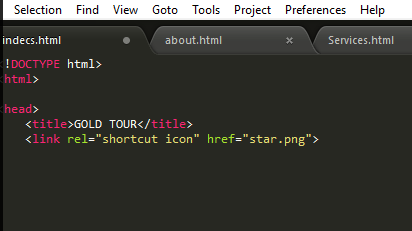 Selection Find View Goto Tools Project Preferences Help
indecs.html about.html Services.html
<!DOCTYPE html>
<html>
<head>
<title>GOLD TOUR</title>
<link rel="shortcut icon" href="star.png">